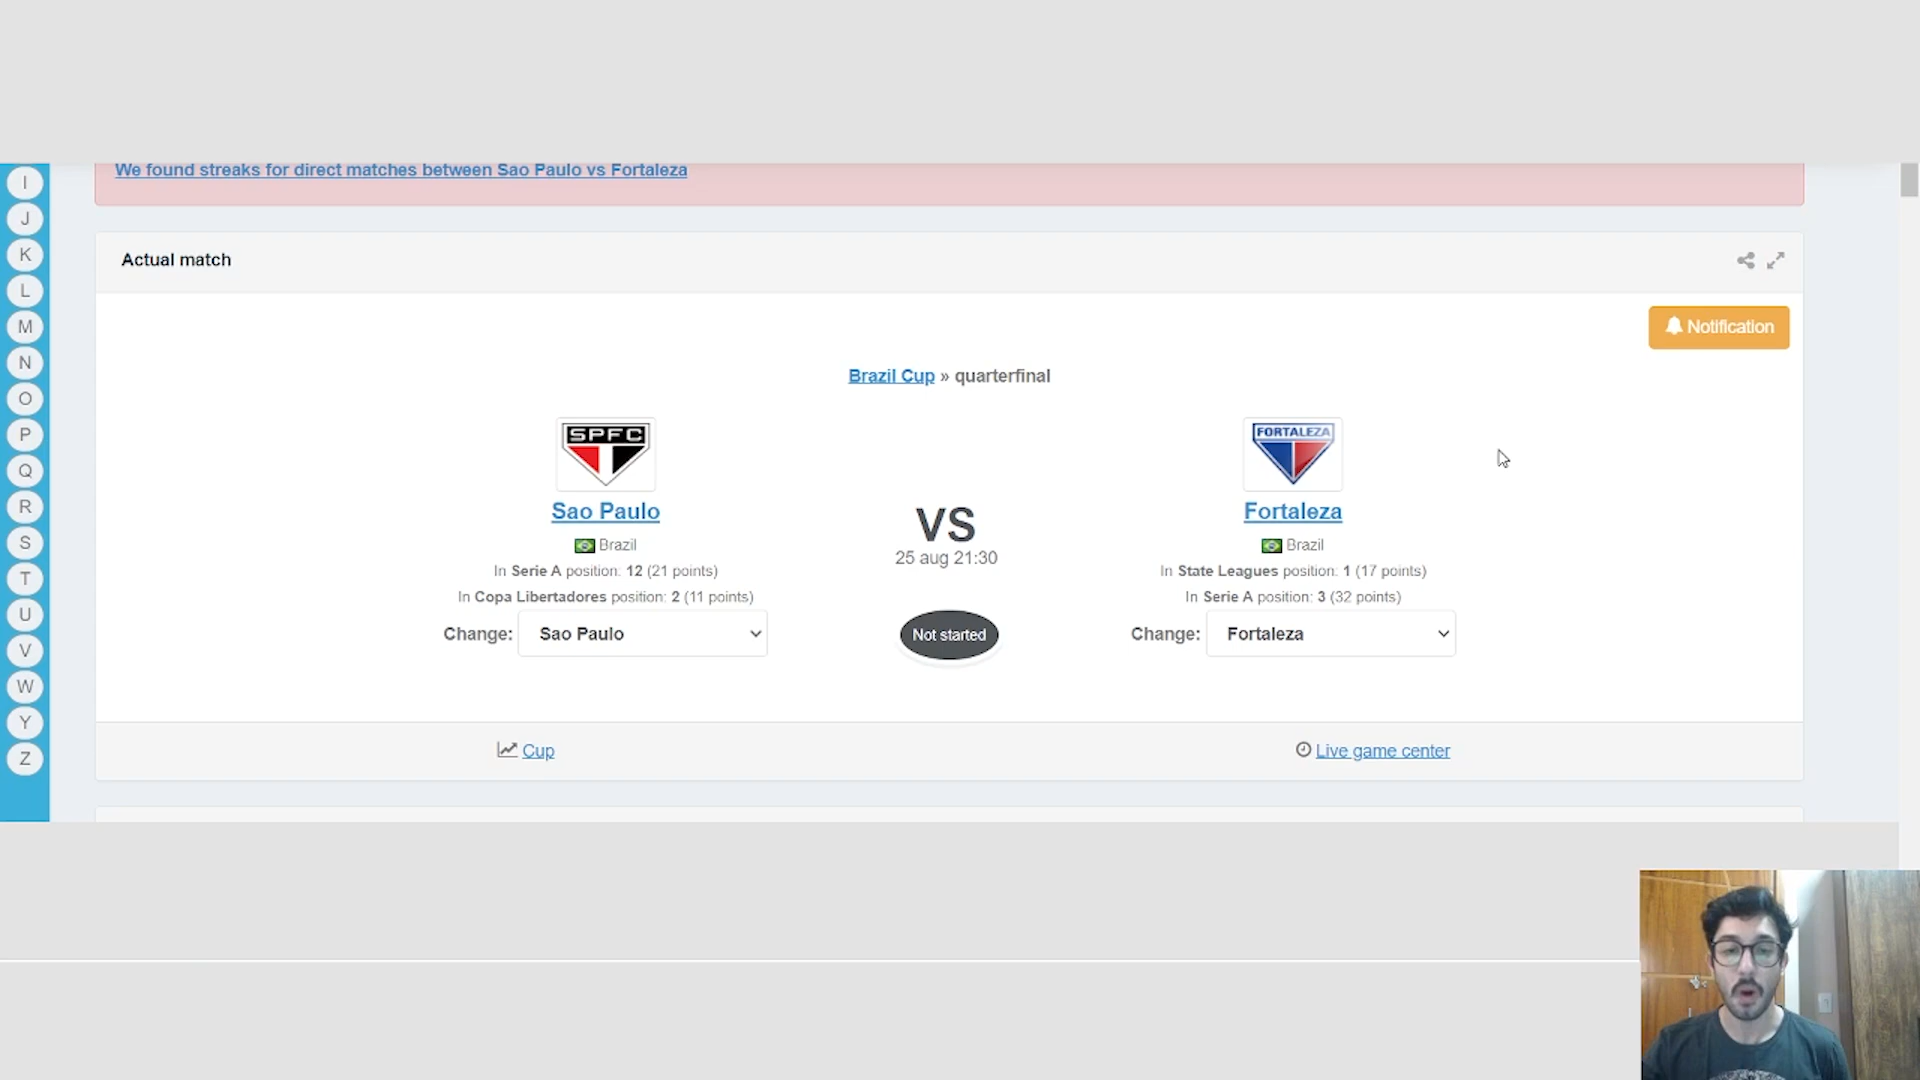 We found streaks for direct matches between Sao Paulo vs Fortaleza
I
J
K
L
M
N
O
P
Q
R
S
T
U
V
W
Y
Z
Actual match
Notification
Brazil Cup » quarterfinal
SPFC
FORTALEZA
Sao Paulo
Fortaleza
VS
25 aug 21:30
Brazil
Brazil
In Serie A position: 12 (21 points)
In State Leagues position: 1 (17 points)
In Copa Libertadores position: 2 (11 points)
In Serie A position: 3 (32 points)
Change: Sao Paulo
Not started
Change: Fortaleza
Cup
Live game center